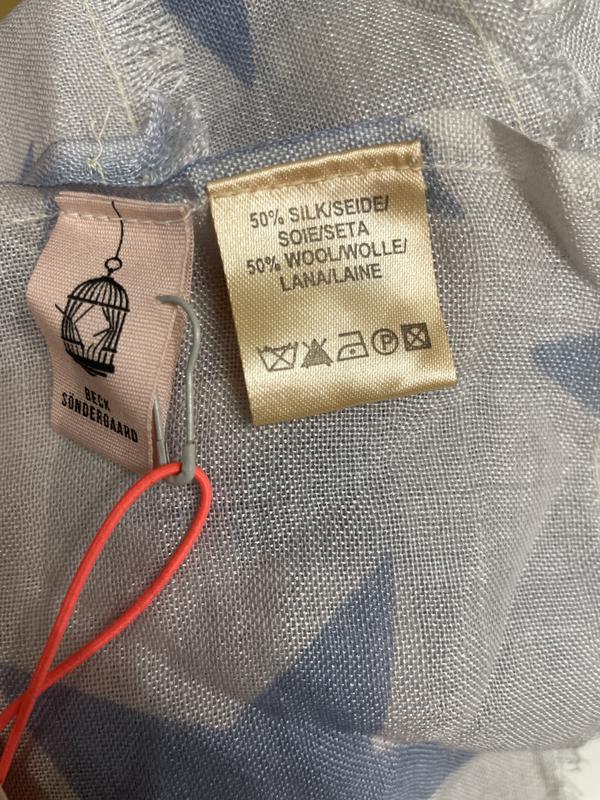 50% SILK/SEIDE/
SOIE/SETA
50% WOOL/WOLLE/
LANA/LAINE
P
BECK
SÖNDERGAARD